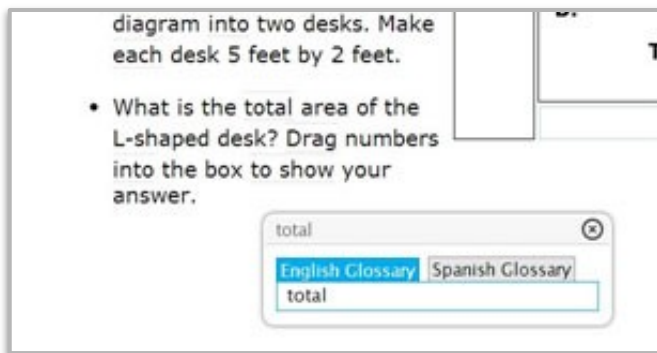 diagram into two desks. Make
each desk 5 feet by 2 feet.
• What is the total area of the
L-shaped desk? Drag numbers
into the box to show your
answer.
total
English Glossary Spanish Glossary
total